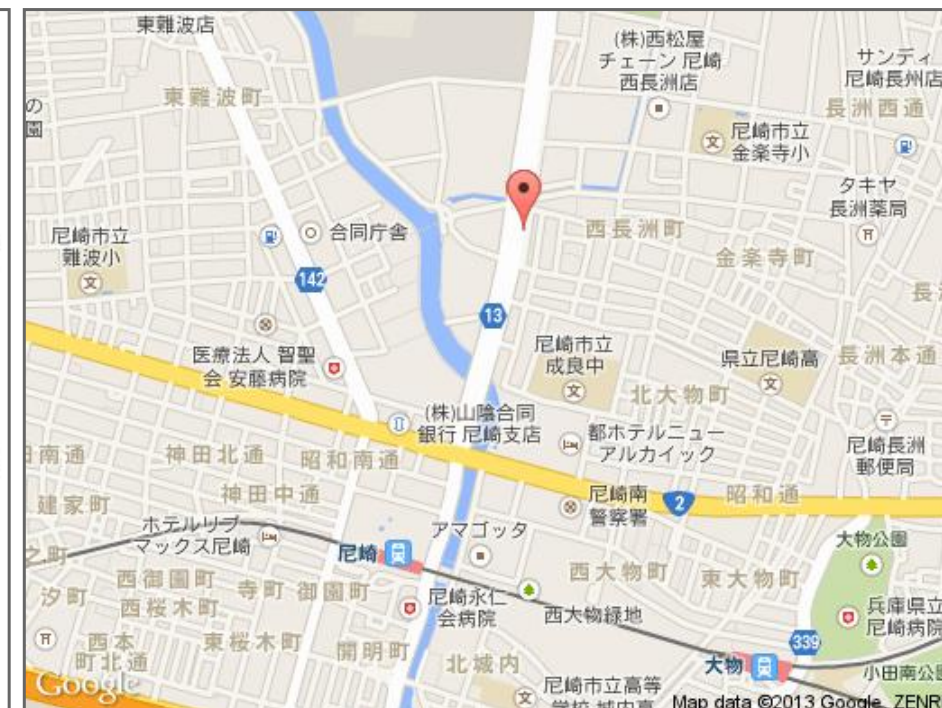 東難波店
(株)西松屋
チェーン 尼崎
西長洲店
サンディ
尼崎長州店
の
園
東難波町
長洲西通
尼崎市立
金楽寺小
タキヤ
長洲薬局
尼崎市立
難波小
合同庁舎
西長洲町
金楽寺町
142
長
13
医療法人 智聖
会 安藤病院
尼崎市立
成良中
県立尼崎高
長洲本通
北大物町
(株)山陰合同
銀行 尼崎支店
都ホテルニュー
アルカイック
尼崎長洲
郵便局
南通
神田北通
昭和南通
神田中通
建家町
尼崎南
警察署
2
昭和通
ホテルリブ
マックス尼崎
アマゴッタ
大物公園
之町
尼崎
西御園町
寺町
御園町
西大物町
東大物町
汐町
西桜木町
尼崎永仁
会病院
西大物緑地
兵庫県立
尼崎病院
339
西本
町北通
東桜木町
開明町
北城内
大物
小田南公園
尼崎市立高等
学校 城内高
Google
Map data ©2013 Google, ZENR